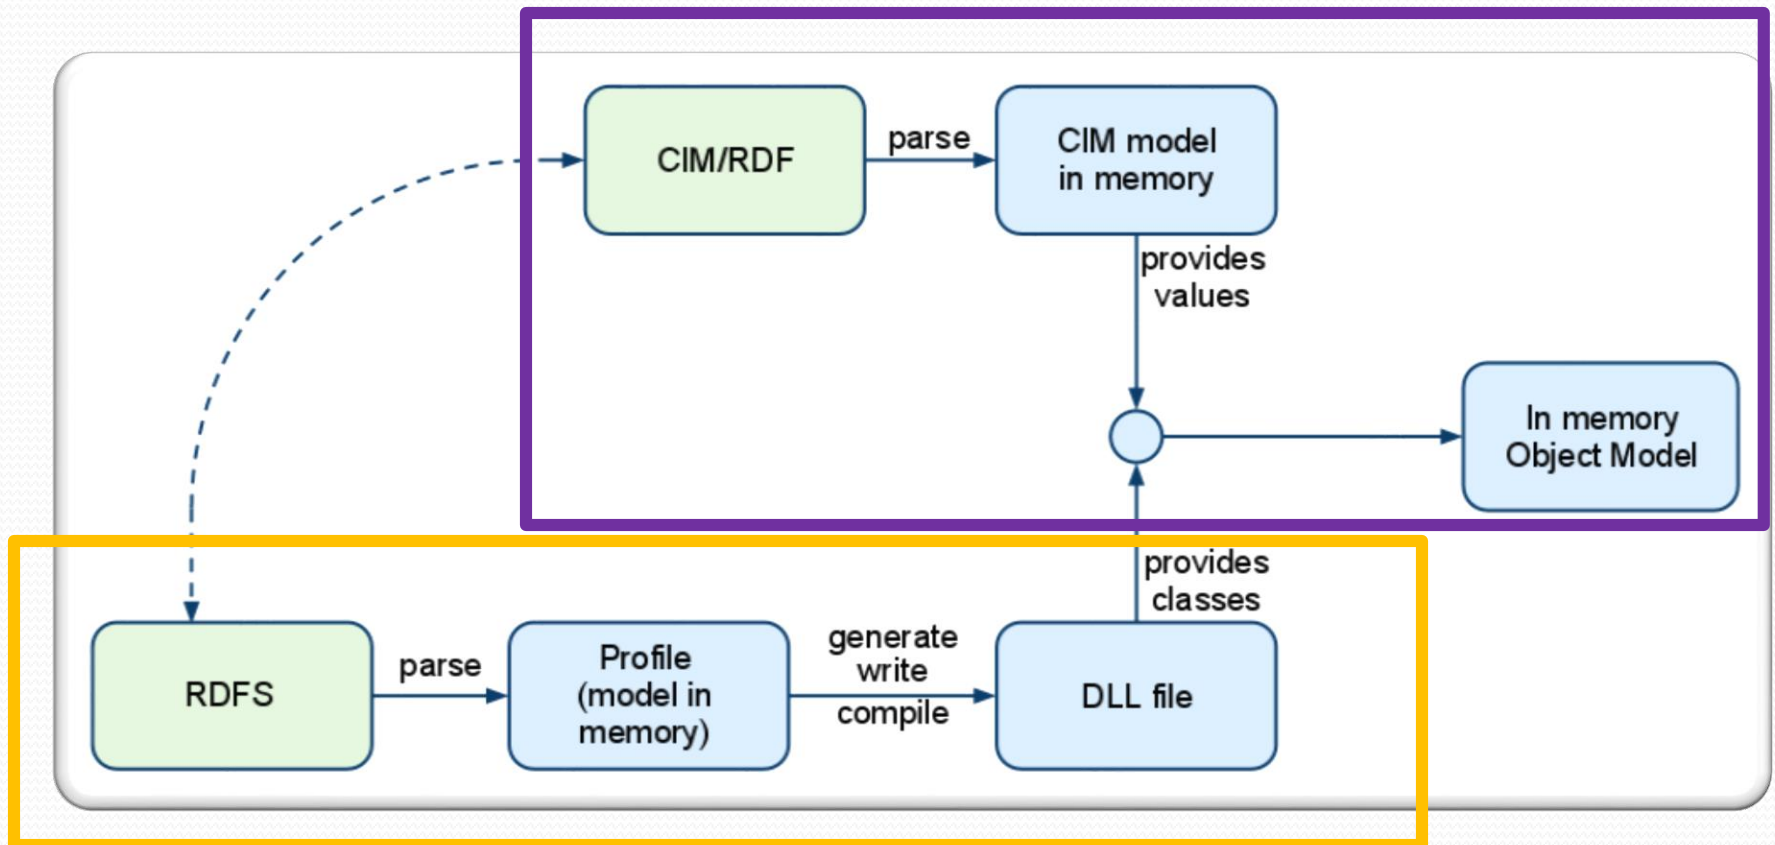 CIM/RDF
parse
CIM model
in memory
provides
values
In memory
Object Model
provides
classes
RDFS
parse
Profile
(model in
memory)
generate
write
compile
DLL file